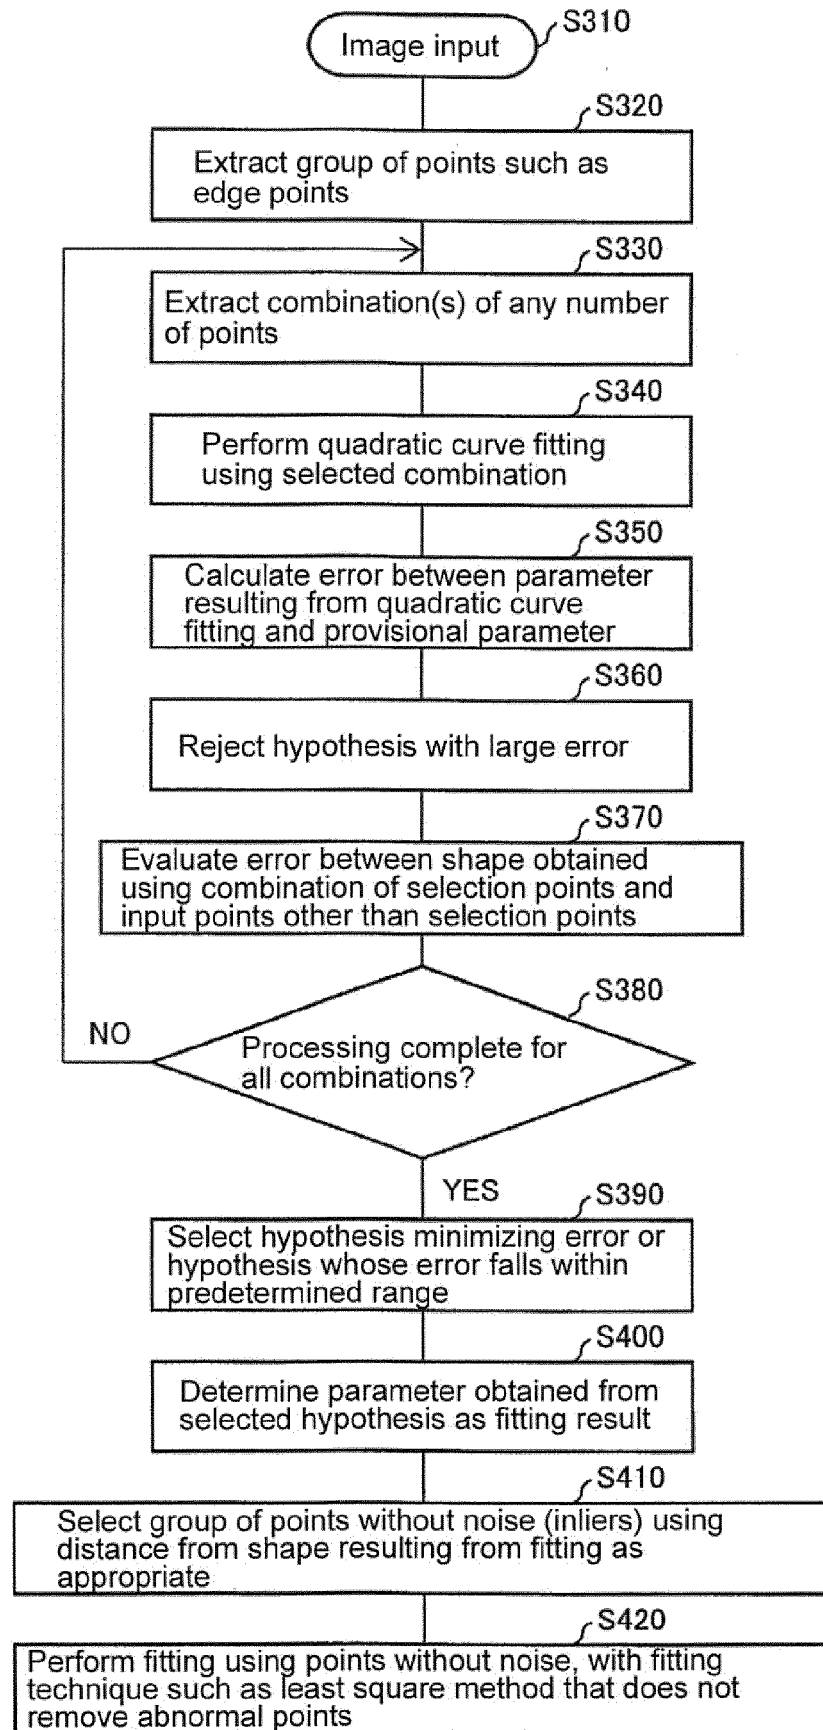 S310
Image input
S320
Extract group of points such as
edge points
S330
Extract combination(s) of any number
of points
S340
Perform quadratic curve fitting
using selected combination
S350
Calculate error between parameter
resulting from quadratic curve
fitting and provisional parameter
S360
Reject hypothesis with large error
S370
Evaluate error between shape obtained
using combination of selection points and
input points other than selection points
S380
NO
Processing complete for
all combinations?
YES
S390
Select hypothesis minimizing error or
hypothesis whose error falls within
predetermined range
S400
Determine parameter obtained from
selected hypothesis as fitting result
S410
Select group of points without noise (inliers) using
distance from shape resulting from fitting as
appropriate
S420
Perform fitting using points without noise, with fitting
technique such as least square method that does not
remove abnormal points